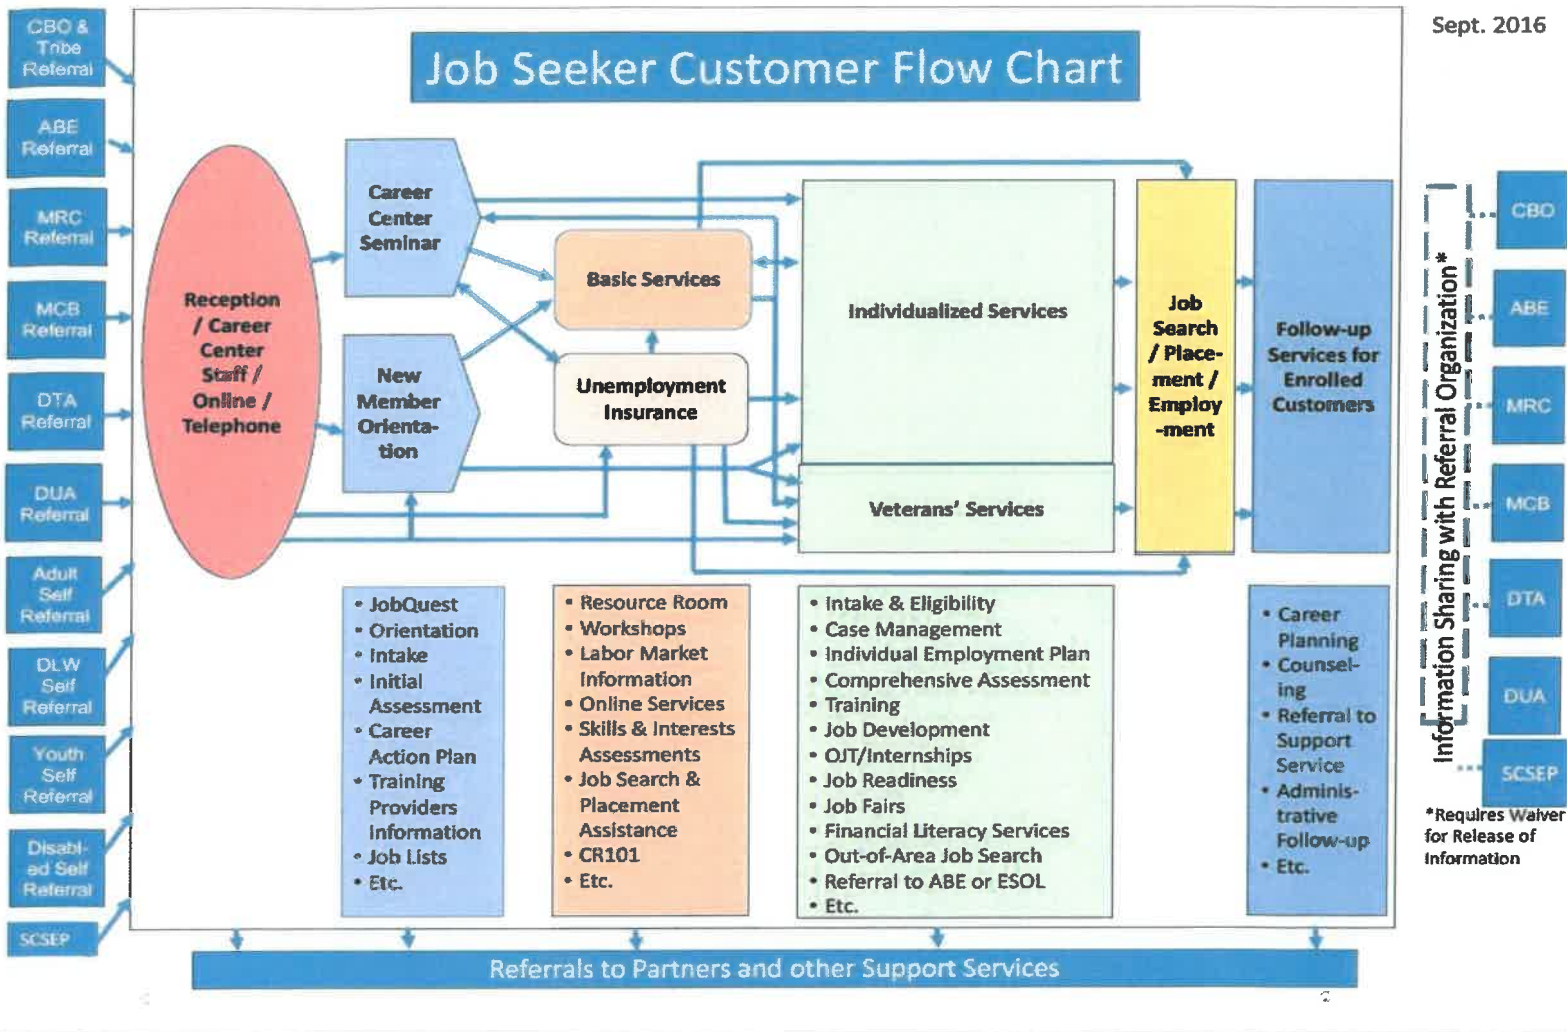 Sept. 2016
Job Seeker Customer Flow Chart
CBO &
Tribe
Referral
ABE
Referral
MRC
Referral
MCB
Referral
DTA
Referral
DUA
Referral
Adult
Self
Referral
DLW
Self
Referral
Youth
Self
Referral
Disabl-
ed Self
Referral
SCSEP
Reception
/ Career
Center
Staff /
Online /
Telephone
Career
Center
Seminar
New
Member
Orienta-
tion
Basic Services
Unemployment
Insurance
Individualized Services
Veterans' Services
Job
Search
/ Place-
ment /
Employ
-ment
Follow-up
Services for
Enrolled
Customers
• JobQuest
• Orientation
• Intake
• Initial
Assessment
• Career
Action Plan
• Training
Providers
Information
• Job Lists
• Etc.
• Resource Room
• Workshops
• Labor Market
Information
• Online Services
• Skills & Interests
Assessments
• Job Search &
Placement
Assistance
• CR101
• Etc.
• Intake & Eligibility
• Case Management
• Individual Employment Plan
• Comprehensive Assessment
• Training
• Job Development
• OJT/Internships
• Job Readiness
• Job Fairs
• Financial Literacy Services
• Out-of-Area Job Search
• Referral to ABE or ESOL
• Etc.
• Career
Planning
• Counsel-
ing
• Referral to
Support
Service
• Adminis-
trative
Follow-up
• Etc.
Information Sharing with Referral Organization*
CBO
ABE
MRC
MCB
DTA
DUA
SCSEP
*Requires Waiver
for Release of
Information
Referrals to Partners and other Support Services
2